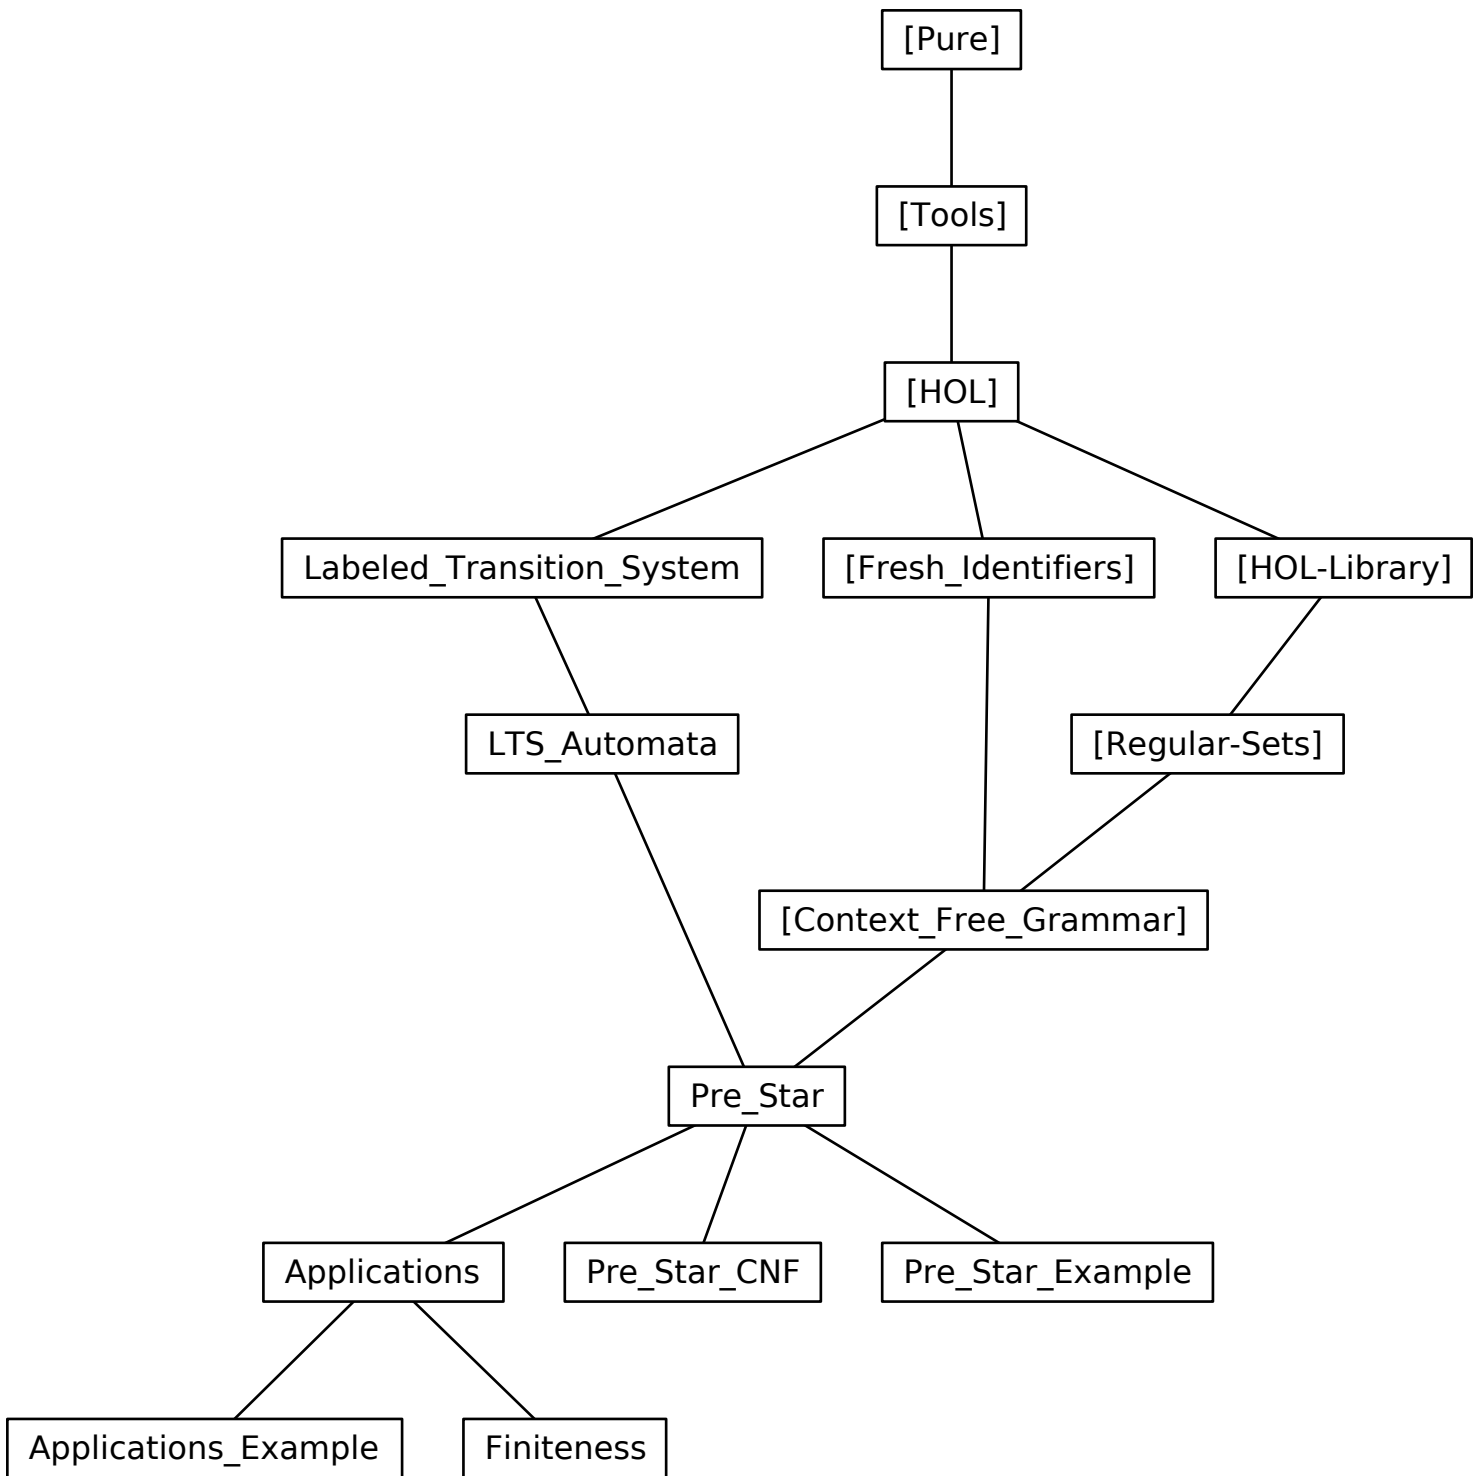 [Pure]
[Tools]
[HOL]
Labeled_Transition_System
[Fresh_Identifiers]
[HOL-Library]
LTS_Automata
[Regular-Sets]
[Context_Free_Grammar]
Pre_Star
Applications
Pre_Star_CNF
Pre_Star_Example
Applications_Example
Finiteness